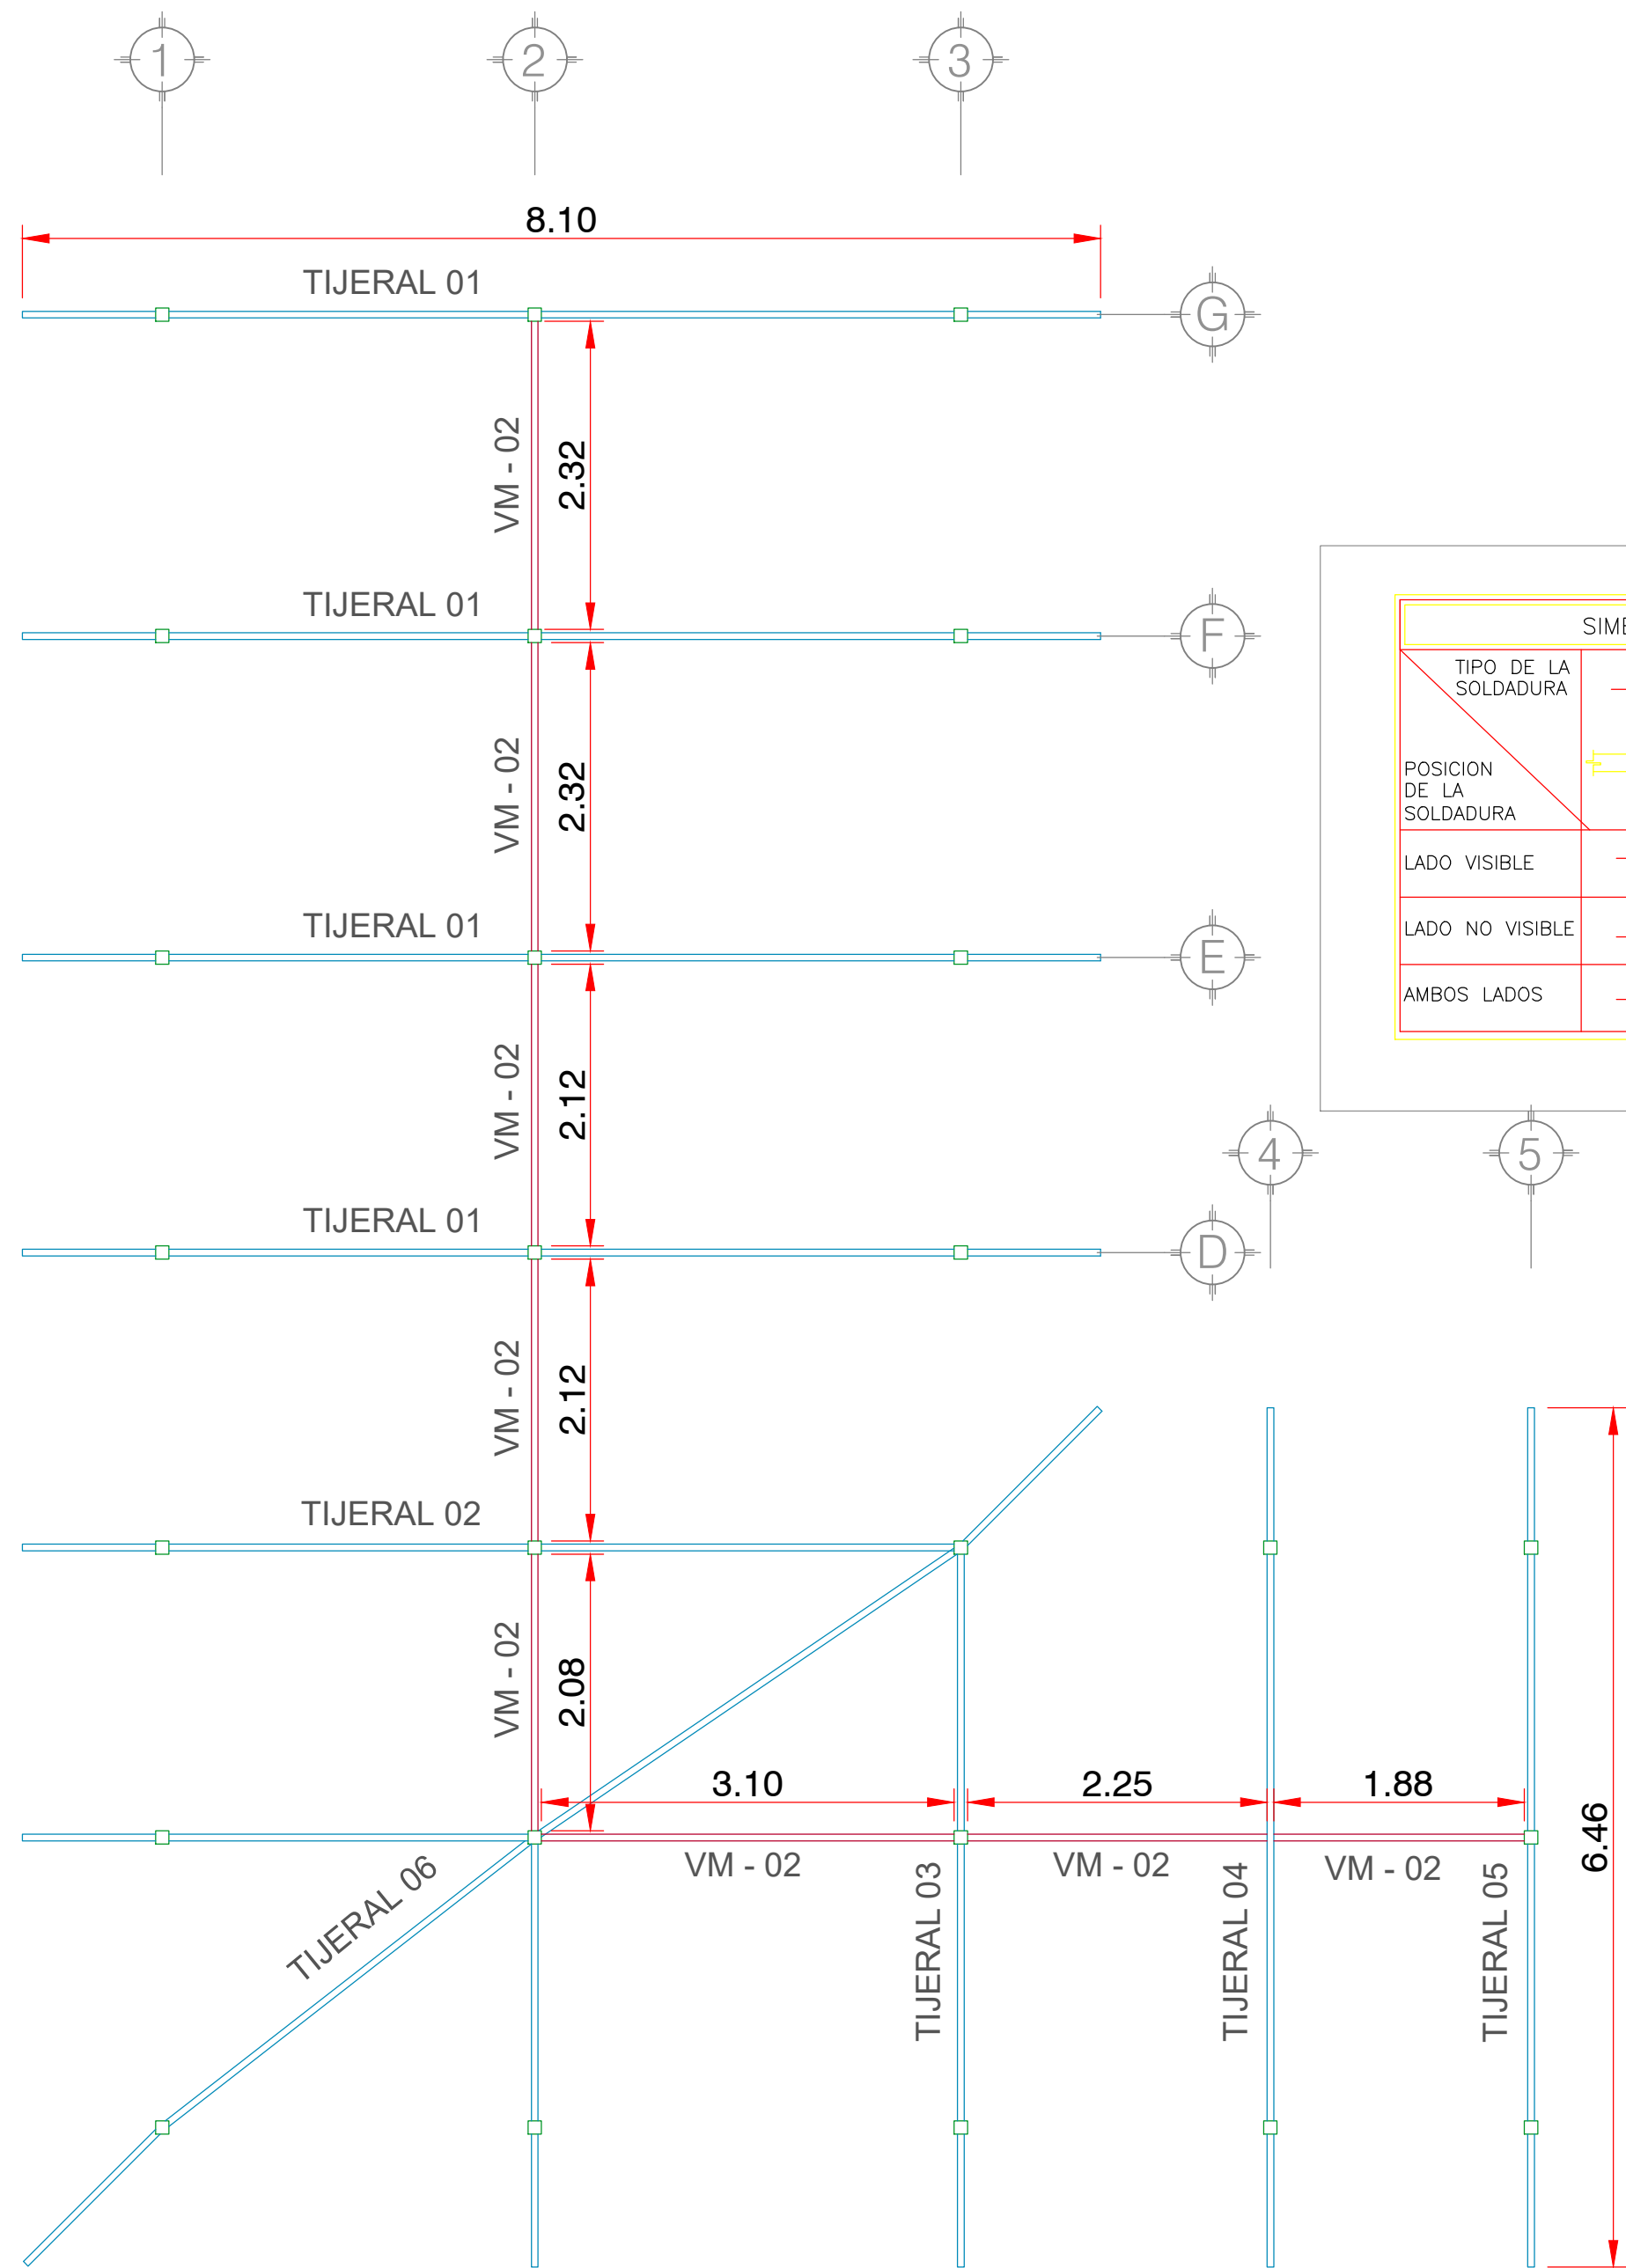 1
2
3
8.10
TIJERAL 01
G
VM - 02
2.32
TIJERAL 01
F
VM - 02
2.32
TIJERAL 01
E
VM - 02
2.12
TIJERAL 01
D
VM - 02
2.12
TIPO DE LA
SOLDADURA
POSICION
DE LA
SOLDADURA
LADO VISIBLE
LADO NO VISIBLE
AMBOS LADOS
4
5
TIJERAL 02
VM - 02
2.08
3.10
2.25
1.88
6.46
VM - 02
VM - 02
VM - 02
TIJERAL 06
TIJERAL 03
TIJERAL 04
TIJERAL 05